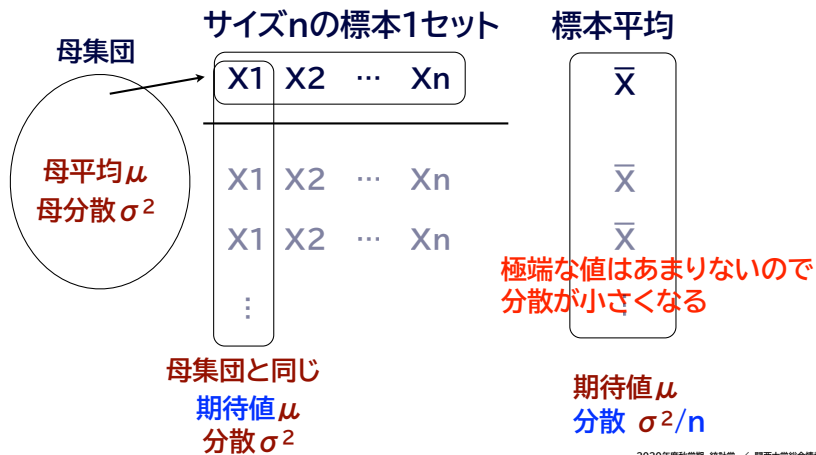 サイズnの標本1セット
標本平均
母集団
X1 X2 … Xn
X̅
母平均μ
母分散σ²
X1 X2 … Xn
X̅
X1 X2 … Xn
X̅
極端な値はあまりないので
分散が小さくなる
⋮
⋮
母集団と同じ
期待値μ
分散σ²
期待値μ
分散 σ²/n